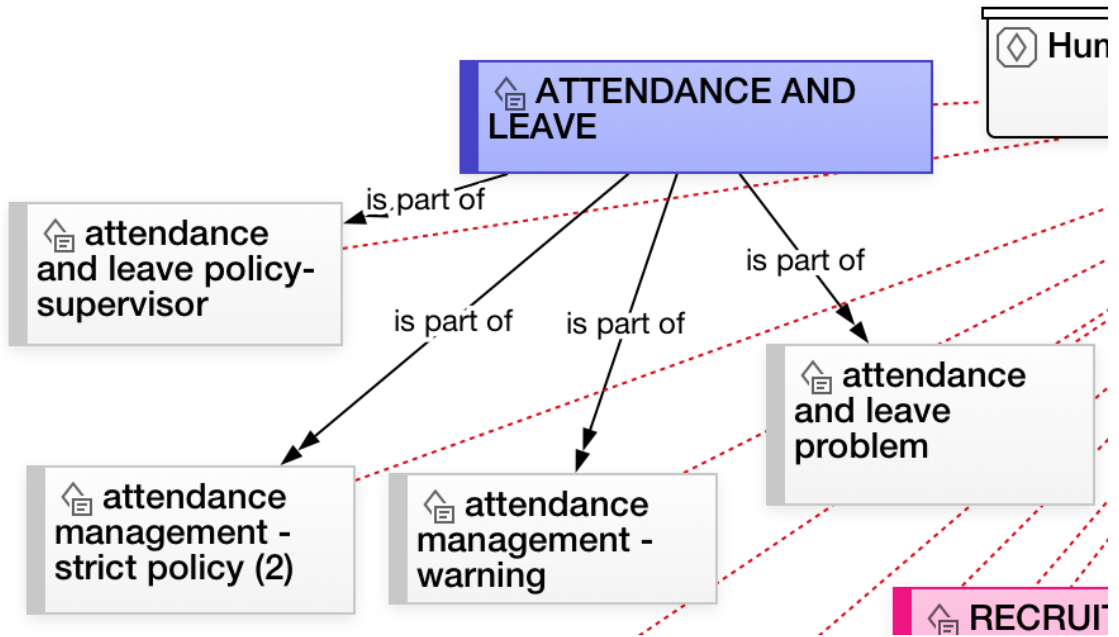 ATTENDANCE AND
LEAVE
is part of
attendance
and leave policy-
supervisor
is part of
is part of
is part of
attendance
and leave
problem
attendance
management -
strict policy (2)
attendance
management -
warning